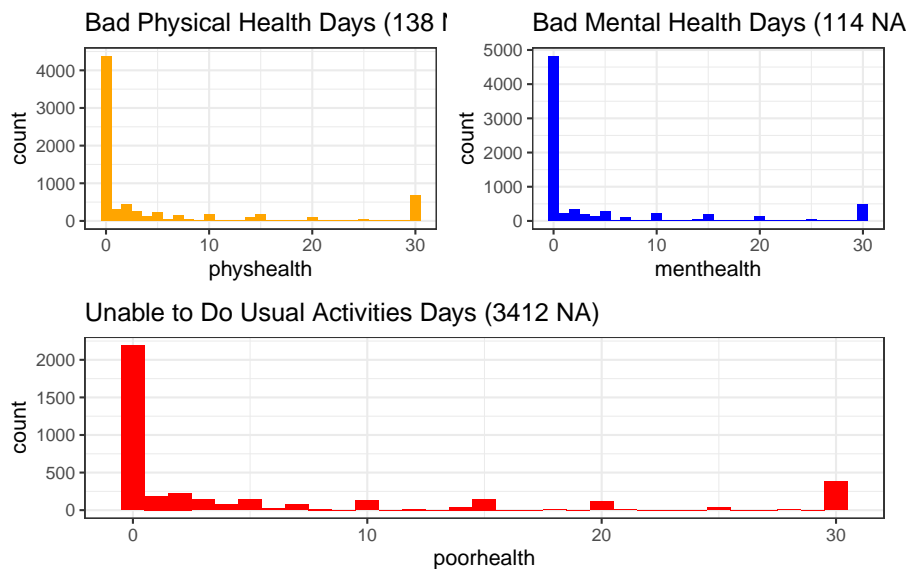 Bad Physical Health Days (138 N
4000
3000
2000
1000
0
count
0 10 20 30
physhealth
Bad Mental Health Days (114 NA
5000
4000
3000
2000
1000
0
count
0 10 20 30
menthealth
Unable to Do Usual Activities Days (3412 NA)
2000
1500
1000
500
0
count
0 10 20 30
poorhealth